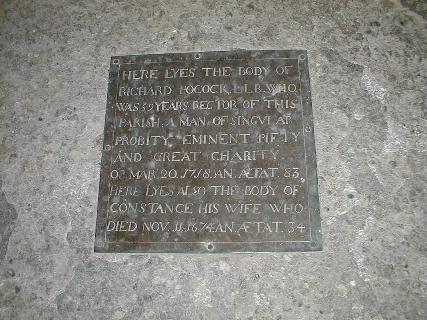 HERE LYES THE BODY OF
RICHARD POCOCK, L.L.B. WHO
WAS 59 YEARS RECTOR OF THIS
PARISH, A MAN OF SINGULAR
PROBITY, EMINENT PIETY
AND GREAT CHARITY
OB MAR. 20. 1718. AN. ÆTAT. 83,
HERE LYES ALSO THE BODY OF
CONSTANCE HIS WIFE WHO
DIED NOV. 11. 1674 AN. ÆTAT. 34